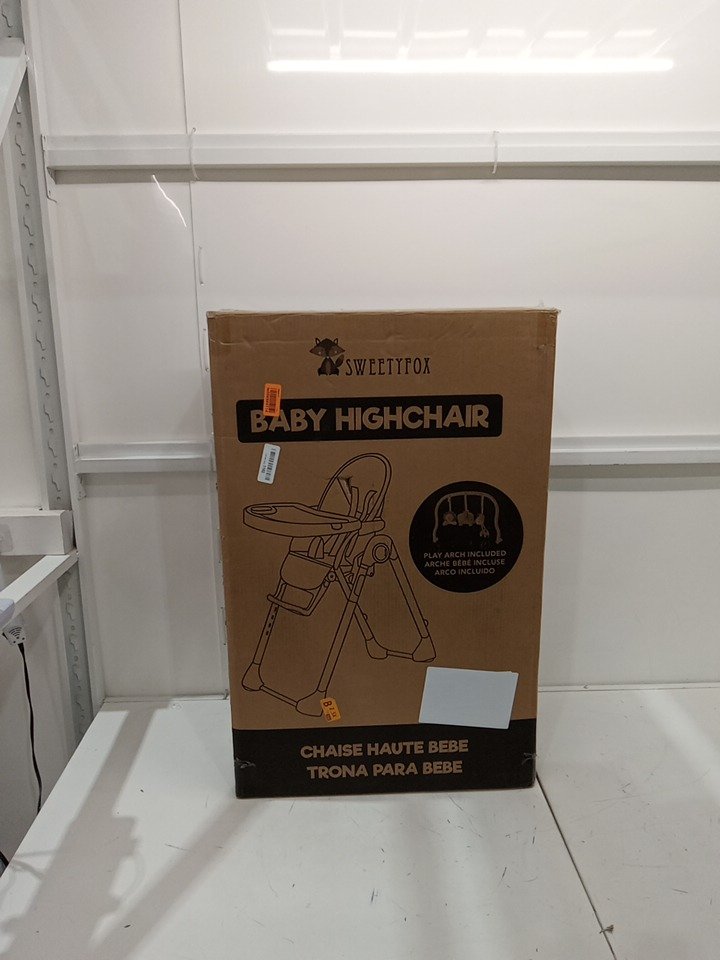 SWEETYFOX
BABY HIGHCHAIR
PLAY ARCH INCLUDED
ARCHE BÉBÉ INCLUSE
ARCO INCLUIDO
B
CHAISE HAUTE BEBE
TRONA PARA BEBE